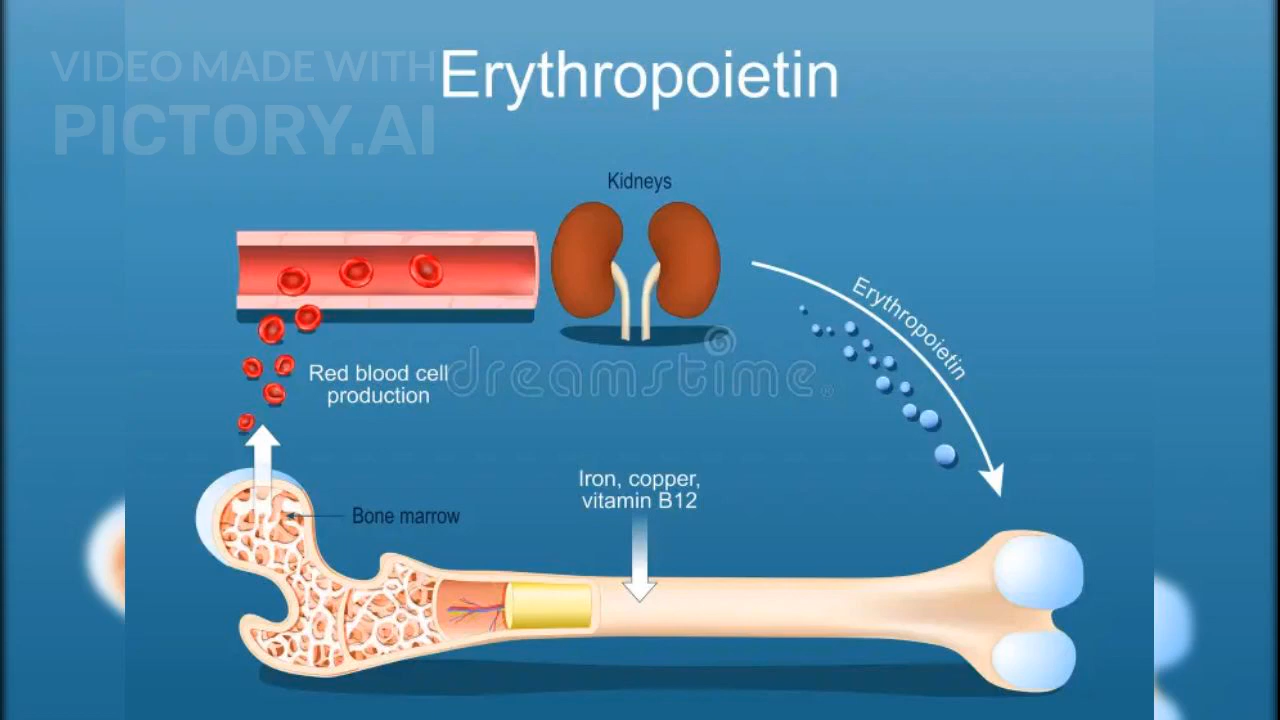 VIDEO MADE WITH
PICTORY.AI
Erythropoietin
Kidneys
Erythropoietin
Red blood cell
production
dreamstime.
Iron, copper,
vitamin B12
Bone marrow